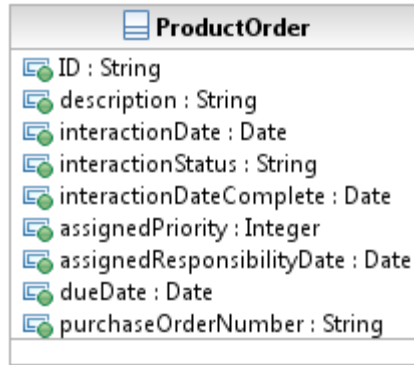 ProductOrder
ID : String
description : String
interactionDate : Date
interactionStatus : String
interactionDateComplete : Date
assignedPriority : Integer
assignedResponsibilityDate : Date
dueDate : Date
purchaseOrderNumber : String